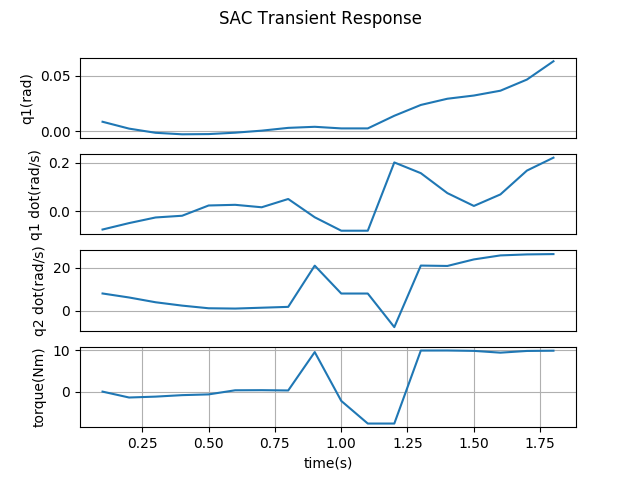 SAC Transient Response
q1(rad)
0.05
0.00
q1 dot(rad/s)
0.2
0.0
q2 dot(rad/s)
20
0
torque(Nm)
10
0
0.25 0.50 0.75 1.00 1.25 1.50 1.75
time(s)